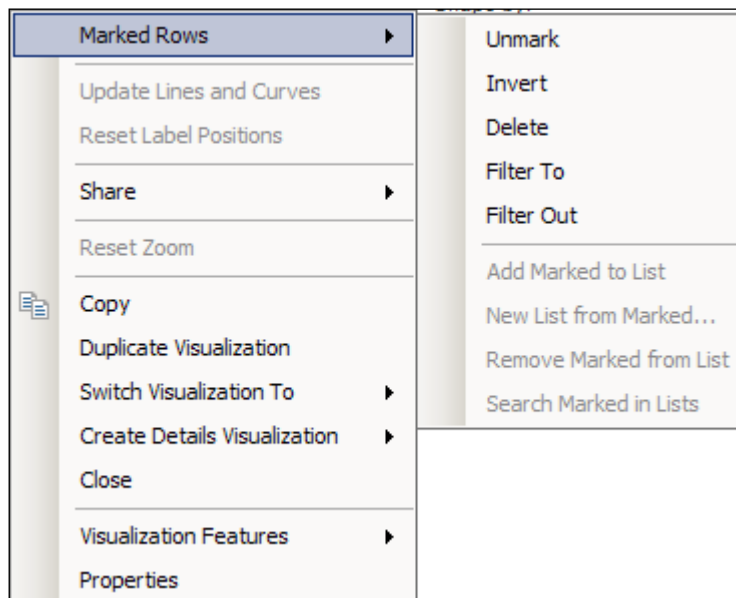 Marked Rows
Update Lines and Curves
Reset Label Positions
Share
Reset Zoom
Copy
Duplicate Visualization
Switch Visualization To
Create Details Visualization
Close
Visualization Features
Properties
Unmark
Invert
Delete
Filter To
Filter Out
Add Marked to List
New List from Marked...
Remove Marked from List
Search Marked in Lists